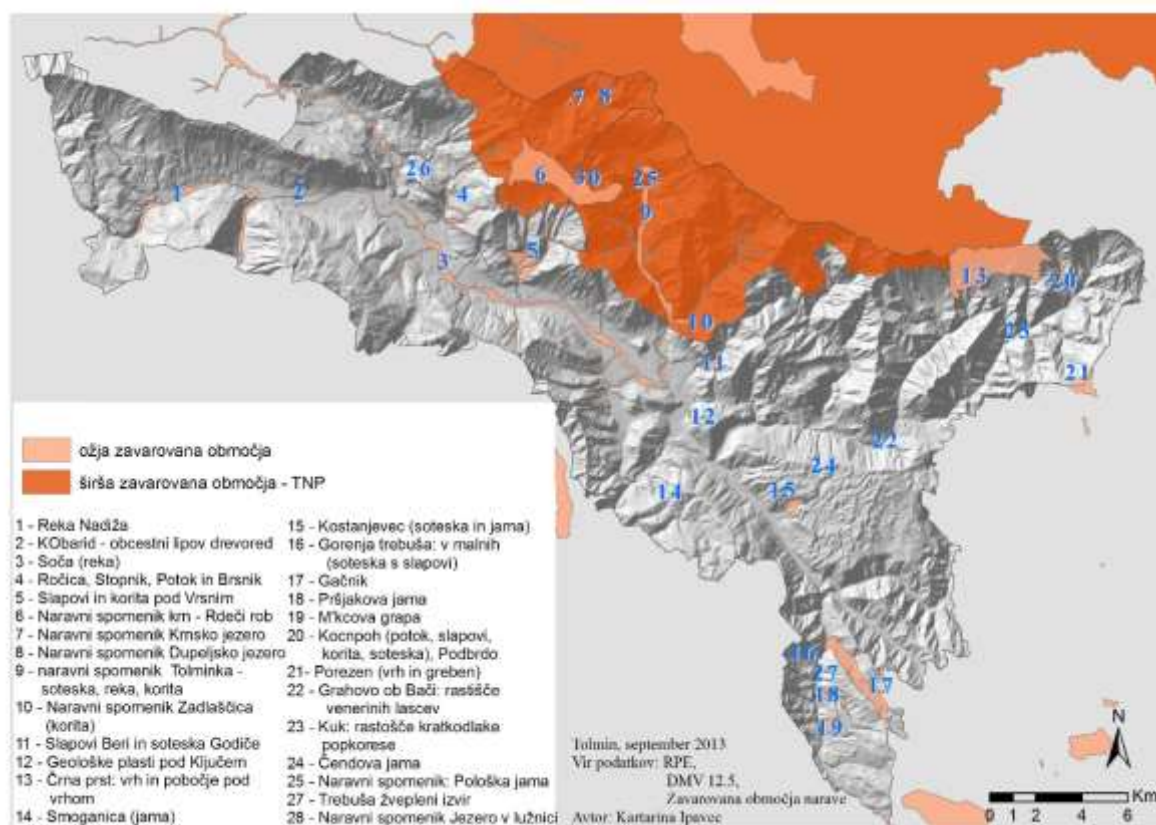 7 8
26
6
30
25
1
2
4
9
5
3
13
20
10
23
11
21
12
22
24
14
15
16
27
17
18
19
ožja zavarovana območja
širša zavarovana območja - TNP
1 - Reka Nadiža
2 - KObarid - obcestni lipov drevored
3 - Soča (reka)
4 - Ročica, Stopnik, Potok in Brsnik
5 - Slapovi in korita pod Vrsnim
6 - Naravni spomenik krn - Rdeči rob
7 - Naravni spomenik Krnsko jezero
8 - Naravni spomenik Dupeljsko jezero
9 - naravni spomenik Tolminka -
soteska, reka, korita
10 - Naravni spomenik Zadlaščica
(korita)
11 - Slapovi Beri in soteska Godiče
12 - Geološke plasti pod Ključem
13 - Črna prst: vrh in pobočje pod
vrhom
14 - Smoganica (jama)
15 - Kostanjevec (soteska in jama)
16 - Gorenja trebuša: v malnih
(soteska s slapovi)
17 - Gačnik
18 - Pršjakova jama
19 - M'kcova grapa
20 - Kocnpoh (potok, slapovi,
korita, soteska), Podbrdo
21- Porezen (vrh in greben)
22 - Grahovo ob Bači: rastišče
venerinih lascev
23 - Kuk: rastošče kratkodlake
popkorese
24 - Čendova jama
25 - Naravni spomenik: Pološka jama
27 - Trebuša žvepleni izvir
28 - Naravni spomenik Jezero v lužnici
Tolmin, september 2013
Vir podatkov: RPE,
DMV 12.5,
Zavarovana območja narave
Avtor: Kartarina Ipavec
N
Km
0 1 2 4 6